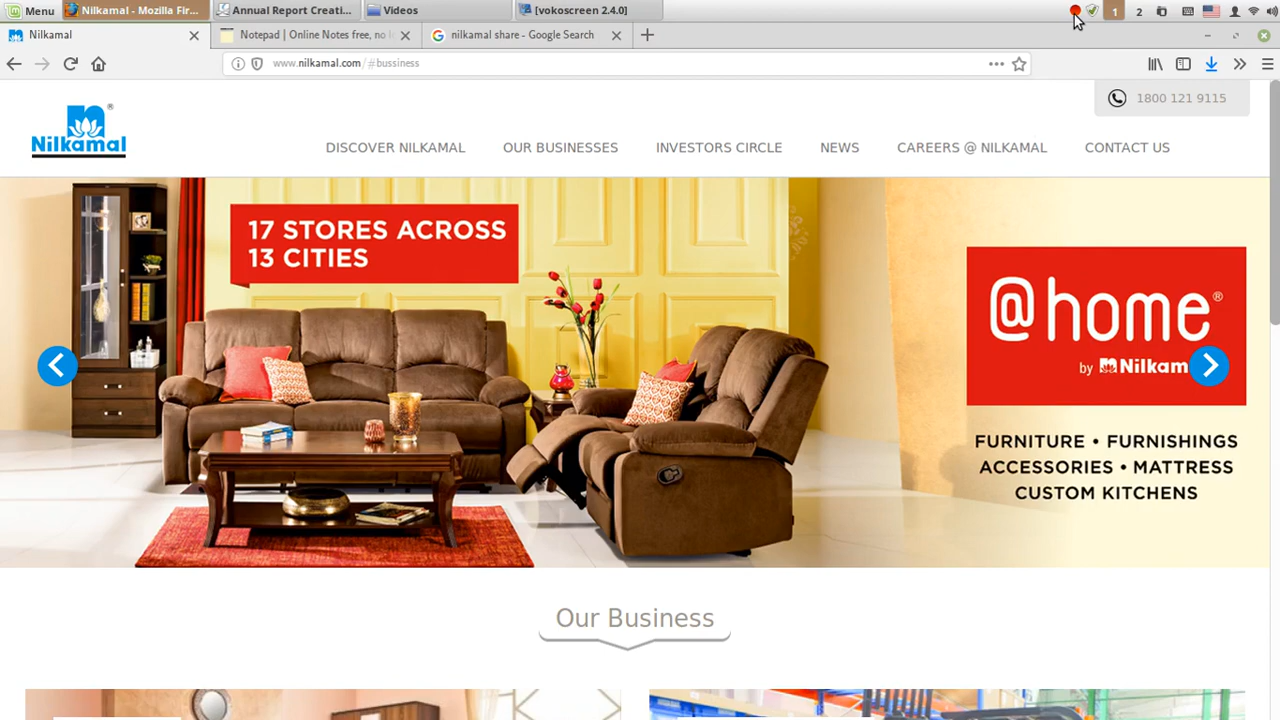 Menu
Nilkamal - Mozilla Fir...
Annual Report Creati...
Videos
[vokoscreen 2.4.0]
1
2
Nilkamal
Notepad | Online Notes free, no l
nilkamal share - Google Search
www.nilkamal.com/#bussiness
1800 121 9115
Nilkamal
DISCOVER NILKAMAL
OUR BUSINESSES
INVESTORS CIRCLE
NEWS
CAREERS @ NILKAMAL
CONTACT US
17 STORES ACROSS
13 CITIES
@home®
by Nilkam
FURNITURE • FURNISHINGS
ACCESSORIES • MATTRESS
CUSTOM KITCHENS
Our Business